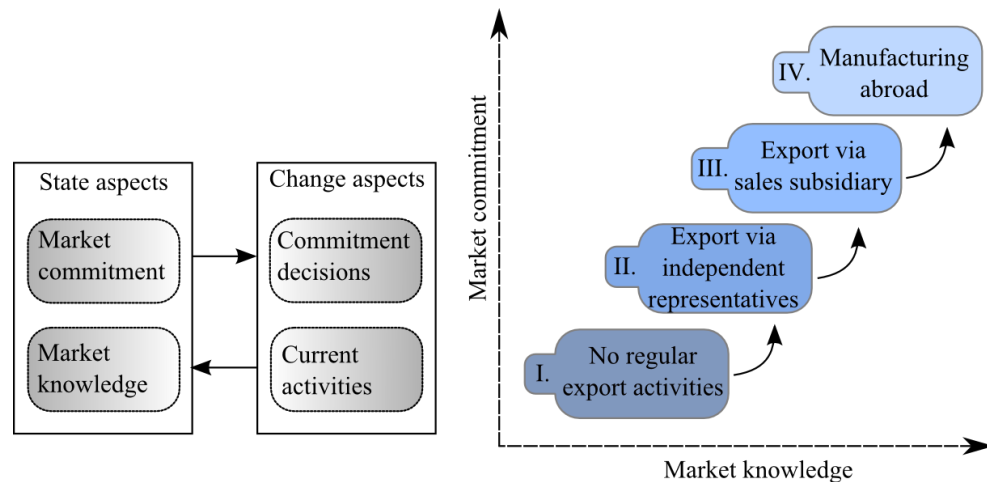 State aspects
Market
commitment
Market
knowledge
Change aspects
Commitment
decisions
Current
activities
Market commitment
IV.
Manufacturing
abroad
III.
Export via
sales subsidiary
II.
Export via
independent
representatives
I.
No regular
export activities
Market knowledge